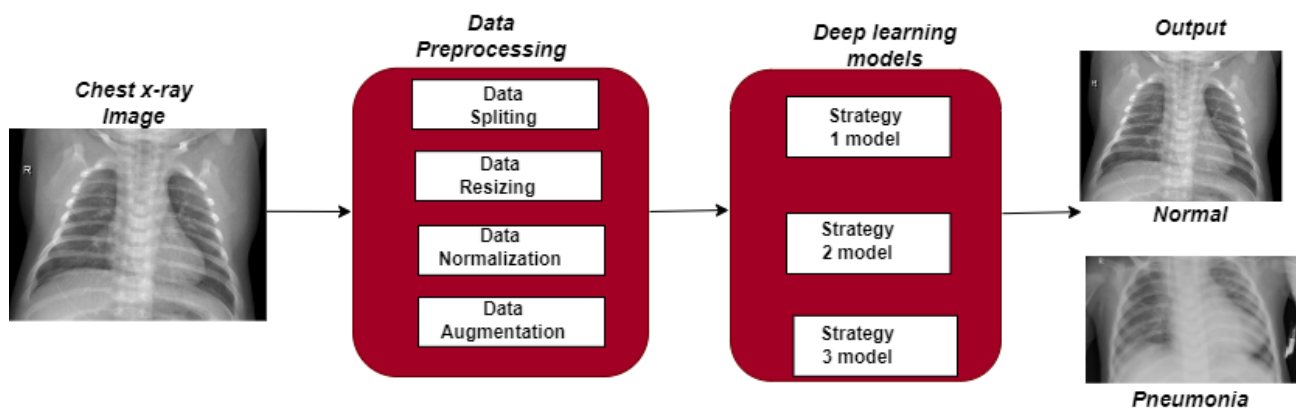 Chest x-ray
Image
R
Data
Preprocessing
Data
Spliting
Data
Resizing
Data
Normalization
Data
Augmentation
Deep learning
models
Strategy
1 model
Strategy
2 model
Strategy
3 model
Output
R
Normal
R
Pneumonia